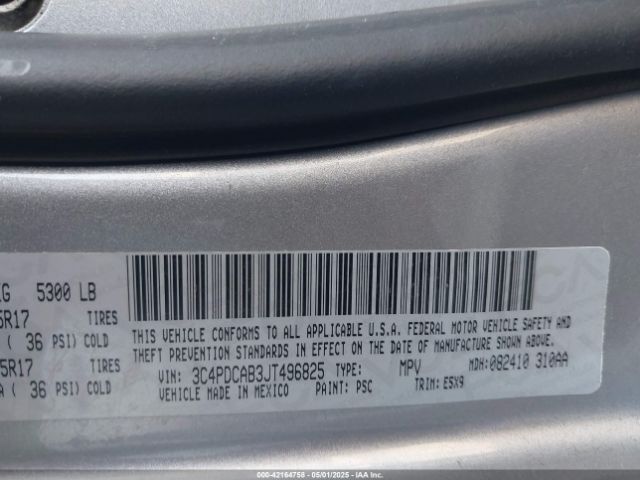 KG 5300 LB
5R17 TIRES
( 36 PSI) COLD
5R17 TIRES
A ( 36 PSI) COLD
THIS VEHICLE CONFORMS TO ALL APPLICABLE U.S.A. FEDERAL MOTOR VEHICLE SAFETY AND
THEFT PREVENTION STANDARDS IN EFFECT ON THE DATE OF MANUFACTURE SHOWN ABOVE.
VIN: 3C4PDCAB3JT496825 TYPE: MPV MDH: 082410 310AA
VEHICLE MADE IN MEXICO PAINT: PSC TRIM: E5X9
000-42164758 - 05/01/2025 - IAA Inc.